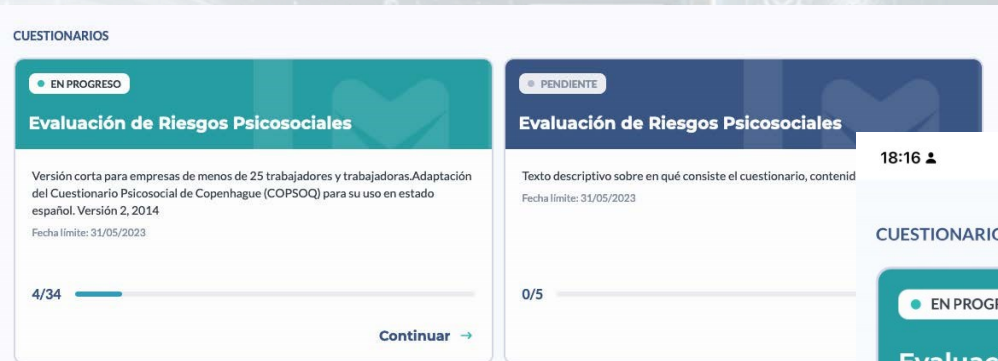 CUESTIONARIOS
EN PROGRESO
Evaluación de Riesgos Psicosociales
Versión corta para empresas de menos de 25 trabajadores y trabajadoras.Adaptación
del Cuestionario Psicosocial de Copenhague (COPSOQ) para su uso en estado
español. Versión 2, 2014
Fecha límite: 31/05/2023
4/34
Continuar →
PENDIENTE
Evaluación de Riesgos Psicosociales
Texto descriptivo sobre en qué consiste el cuestionario, contenid
Fecha límite: 31/05/2023
0/5
18:16
CUESTIONARIO
EN PROGR
Evaluac